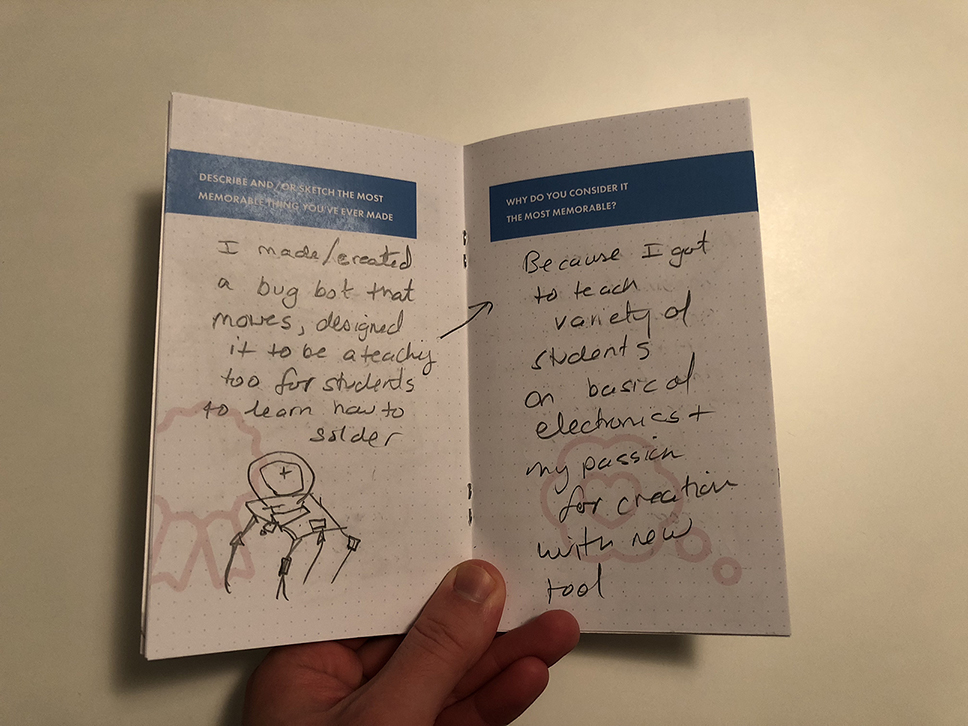 DESCRIBE AND/OR SKETCH THE MOST
MEMORABLE THING YOU'VE EVER MADE
I made/created
a bug bot that
moves, designed
it to be a teachig
too for students
to learn how to
solder
WHY DO YOU CONSIDER IT
THE MOST MEMORABLE?
Because I got
to teach
variety of
students
on basic of
electronics +
my passion
for creation
with new
tool